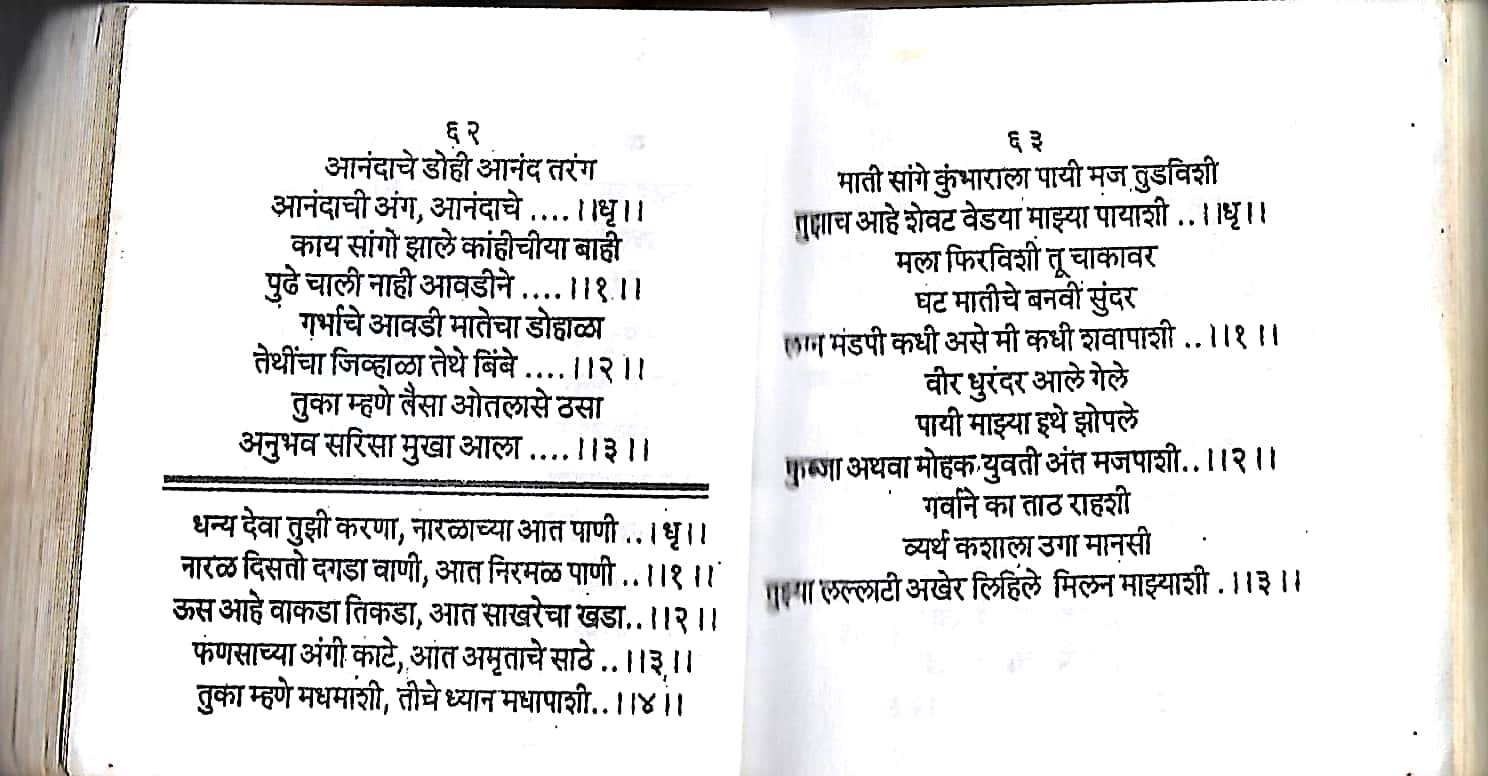 ६२
आनंदाचे डोही आनंद तरंग
आनंदाची अंग, आनंदाचे ....।।धृ।।
काय सांगो झाले कांहीचीया बाही
पुढे चाली नाही आवडीने ....।।१।।
गर्भाचे आवडी मातेचा डोहाळा
तेथींचा जिव्हाळा तेथे बिंबे ....।।२।।
तुका म्हणे तैसा ओतलासे ठसा
अनुभव सरिसा मुखा आला ....।।३।।
धन्य देवा तुझी करणा, नारळाच्या आत पाणी ..।धृ।।
नारळ दिसतो दगडा वाणी, आत निरमळ पाणी ..।।१।।
ऊस आहे वाकडा तिकडा, आत साखरेचा खडा..।।२।।
फणसाच्या अंगी काटे, आत अमृताचे साठे ..।।३।।
तुका म्हणे मधमाशी, तीचे ध्यान मधापाशी..।।४।।
६३
माती सांगे कुंभाराला पायी मज तुडविशी
आहे शेवट वेडया माझ्या पायाशी ..।।धृ।।
मला फिरविशी तू चाकावर
घट मातीचे बनवी सुंदर
मंडपी कधी असे मी कधी शवापाशी ..।।१।।
वीर धुरंदर आले गेले
पायी माझ्या इथे झोपले
अथवा मोहक युवती अंत मजपाशी..।।२।।
गर्वाने का ताठ राहशी
व्यर्थ कशाला उगा मानसी
लल्लाटी अखेर लिहिले मिलन माझ्याशी .।।३।।